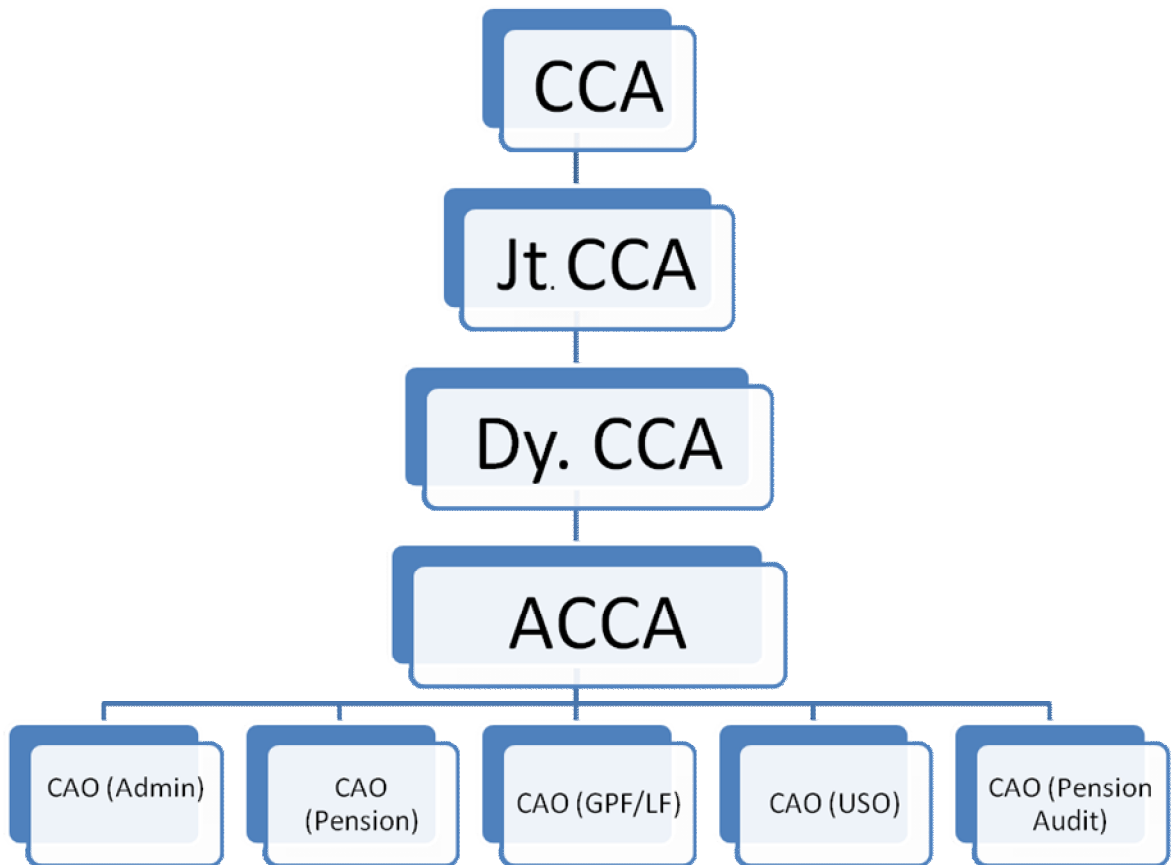 CCA
Jt. CCA
Dy. CCA
ACCA
CAO (Admin)
CAO
(Pension)
CAO (GPF/LF)
CAO (USO)
CAO (Pension
Audit)